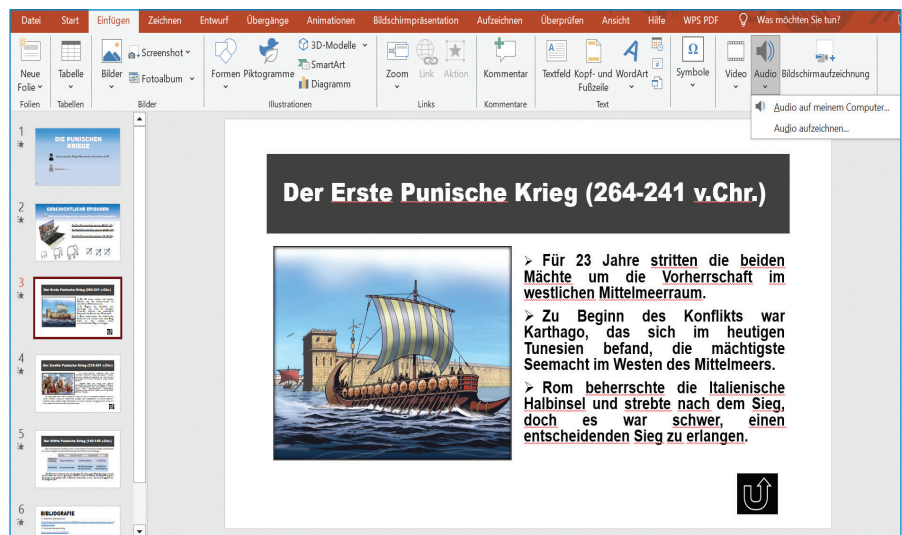 Datei Start Einfügen Zeichnen Entwurf Übergänge Animationen Bildschirmpräsentation Aufzeichnen Überprüfen Ansicht Hilfe WPS PDF Was möchten Sie tun?
Neue Folie
Tabelle
Bilder
Screenshot
Fotoalbum
Formen
Piktogramme
3D-Modelle
SmartArt
Diagramm
Zoom
Link
Aktion
Kommentar
Textfeld
Kopf- und Fußzeile
WordArt
Symbole
Video
Audio
Bildschirmaufzeichnung
Folien Tabellen Bilder Illustrationen Links Kommentare Text
Audio auf meinem Computer...
Audio aufzeichnen...
1
DIE PUNISCHEN
KRIEGE
2
GESCHICHTLICHE EPISODEN
3
Der Erste Punische Krieg (264-241 v.Chr.)
4
Der Zweite Punische Krieg
5
Der Dritte Punische Krieg
6
BIBLIOGRAFIE
Der Erste Punische Krieg (264-241 v.Chr.)
➢ Für 23 Jahre stritten die beiden
Mächte um die Vorherrschaft im
westlichen Mittelmeerraum.
➢ Zu Beginn des Konflikts war
Karthago, das sich im heutigen
Tunesien befand, die mächtigste
Seemacht im Westen des Mittelmeers.
➢ Rom beherrschte die Italienische
Halbinsel und strebte nach dem Sieg,
doch es war schwer, einen
entscheidenden Sieg zu erlangen.